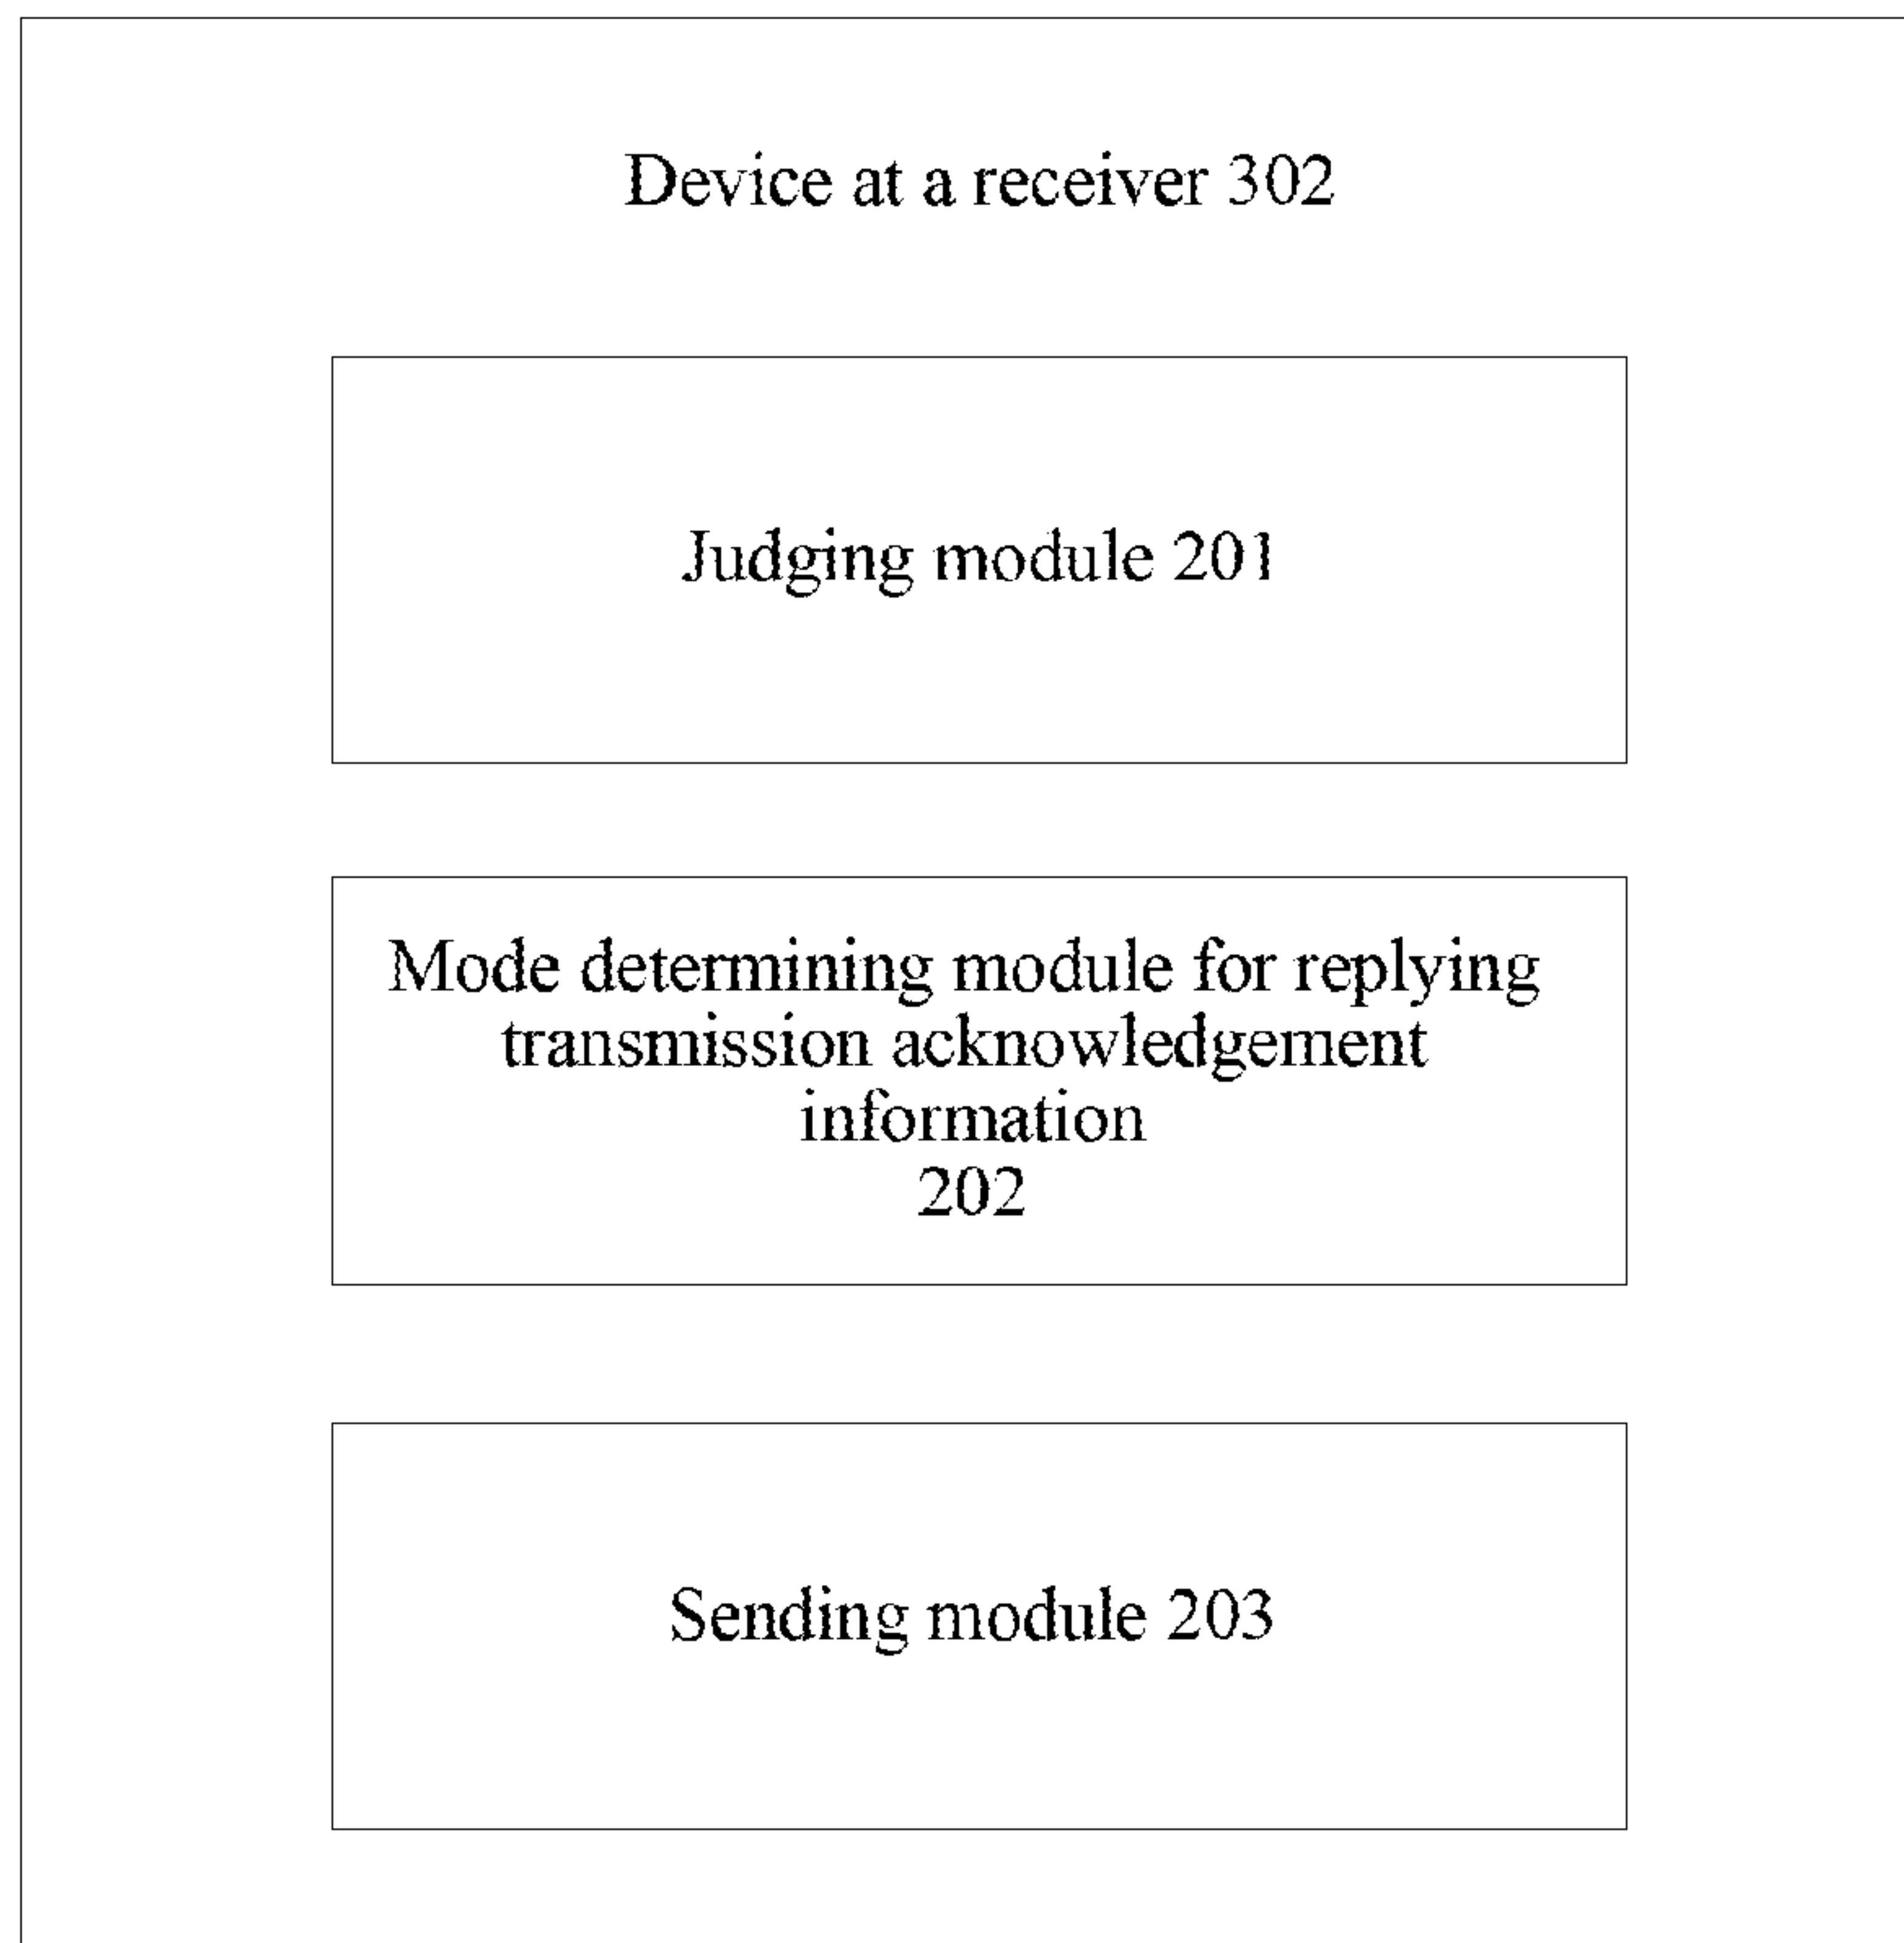 Device at a receiver 302
Judging module 201
Mode determining module for replying
transmission acknowledgement
information
202
Sending module 203